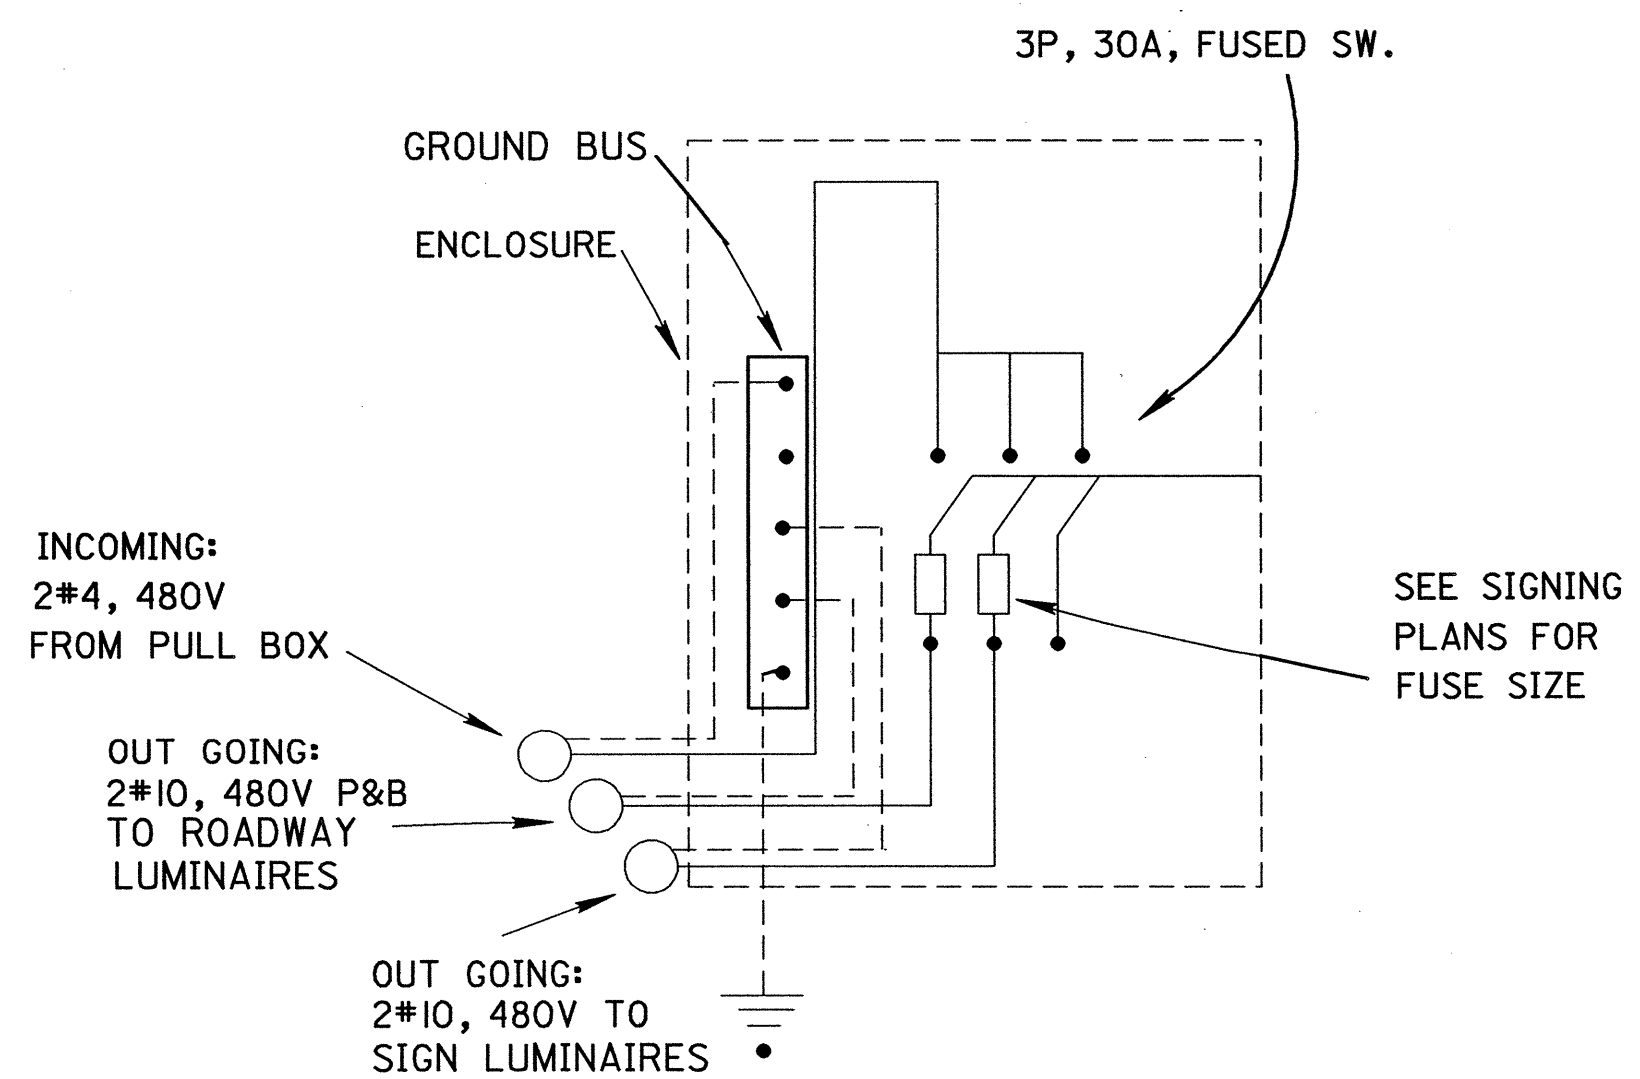 3P, 30A, FUSED SW.
GROUND BUS
ENCLOSURE
INCOMING:
2#4, 480V
FROM PULL BOX
SEE SIGNING
PLANS FOR
FUSE SIZE
OUT GOING:
2#10, 480V P&B
TO ROADWAY
LUMINAIRES
OUT GOING:
2#10, 480V TO
SIGN LUMINAIRES